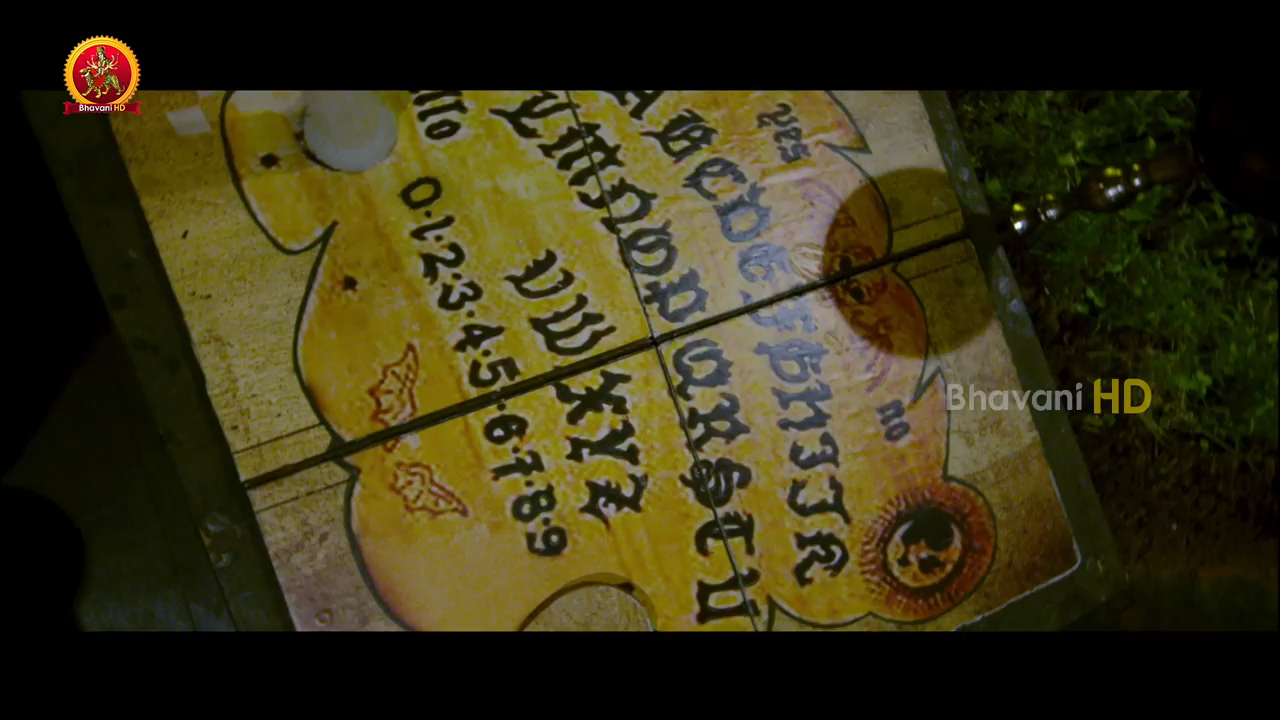 Bhavani HD
yes
A B C D E F G H I J K
L M N O P Q R S T U
V W X Y Z
0·1·2·3·4·5·6·7·8·9
no
Bhavani HD